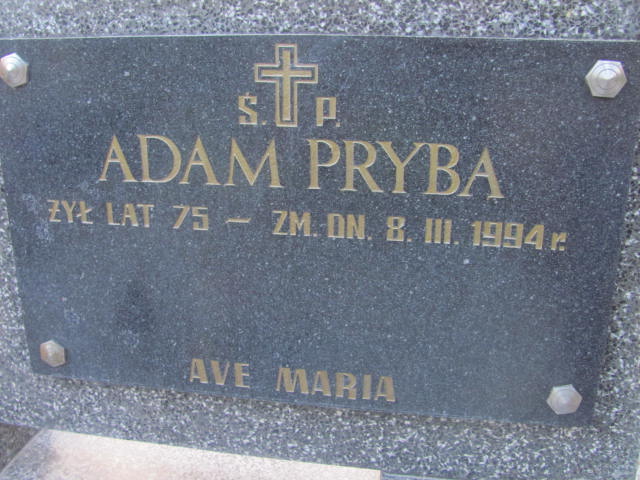 Ś. P.
ADAM PRYBA
ŻYŁ LAT 75 – ZM. DN. 8. III. 1994 r.
AVE MARIA